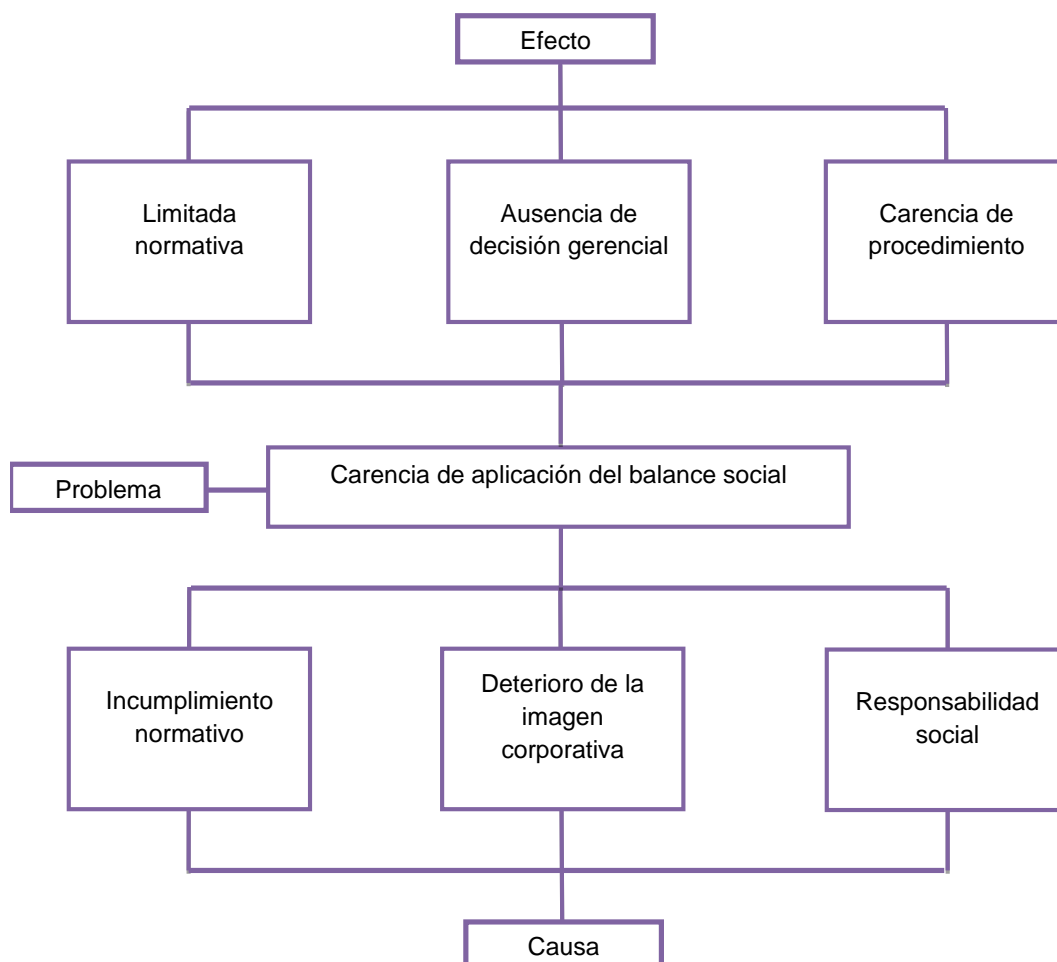 Efecto
Limitada
normativa
Ausencia de
decisión gerencial
Carencia de
procedimiento
Problema
Carencia de aplicación del balance social
Incumplimiento
normativo
Deterioro de la
imagen
corporativa
Responsabilidad
social
Causa